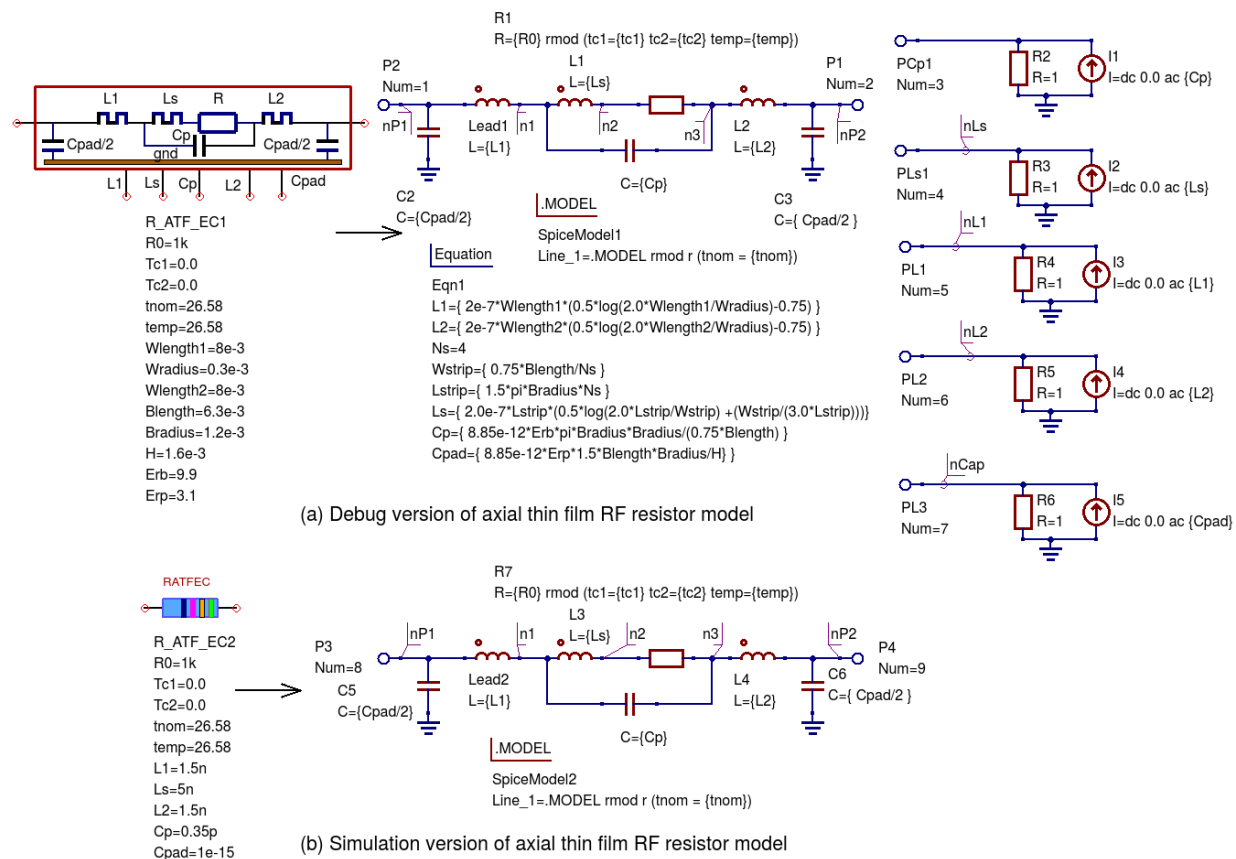 L1
Ls
R
L2
Cp
Cpad/2
gnd
Cpad/2
L1
Ls
Cp
L2
Cpad
R_ATF_EC1
R0=1k
Tc1=0.0
Tc2=0.0
tnom=26.58
temp=26.58
Wlength1=8e-3
Wradius=0.3e-3
Wlength2=8e-3
Blength=6.3e-3
Bradius=1.2e-3
H=1.6e-3
Erb=9.9
Erp=3.1
R1
R={R0} rmod (tc1={tc1} tc2={tc2} temp={temp})
P2
Num=1
L1
L={Ls}
P1
Num=2
nP1
Lead1
L={L1}
n1
n2
n3
L2
L={L2}
nP2
C={Cp}
C2
C={Cpad/2}
C3
C={ Cpad/2 }
.MODEL
SpiceModel1
Line_1=.MODEL rmod r (tnom = {tnom})
Equation
Eqn1
L1={ 2e-7*Wlength1*(0.5*log(2.0*Wlength1/Wradius)-0.75) }
L2={ 2e-7*Wlength2*(0.5*log(2.0*Wlength2/Wradius)-0.75) }
Ns=4
Wstrip={ 0.75*Blength/Ns }
Lstrip={ 1.5*pi*Bradius*Ns }
Ls={ 2.0e-7*Lstrip*(0.5*log(2.0*Lstrip/Wstrip) +(Wstrip/(3.0*Lstrip)))}
Cp={ 8.85e-12*Erb*pi*Bradius*Bradius/(0.75*Blength) }
Cpad={ 8.85e-12*Erp*1.5*Blength*Bradius/H} }
PCp1
Num=3
R2
R=1
I1
I=dc 0.0 ac {Cp}
nLs
PLs1
Num=4
R3
R=1
I2
I=dc 0.0 ac {Ls}
nL1
PL1
Num=5
R4
R=1
I3
I=dc 0.0 ac {L1}
nL2
PL2
Num=6
R5
R=1
I4
I=dc 0.0 ac {L2}
nCap
PL3
Num=7
R6
R=1
I5
I=dc 0.0 ac {Cpad}
(a) Debug version of axial thin film RF resistor model
RATFEC
R_ATF_EC2
R0=1k
Tc1=0.0
Tc2=0.0
tnom=26.58
temp=26.58
L1=1.5n
Ls=5n
L2=1.5n
Cp=0.35p
Cpad=1e-15
R7
R={R0} rmod (tc1={tc1} tc2={tc2} temp={temp})
L3
L={Ls}
P3
Num=8
nP1
n1
n2
n3
nP2
P4
Num=9
C5
C={Cpad/2}
Lead2
L={L1}
C={Cp}
L4
L={L2}
C6
C={ Cpad/2 }
.MODEL
SpiceModel2
Line_1=.MODEL rmod r (tnom = {tnom})
(b) Simulation version of axial thin film RF resistor model